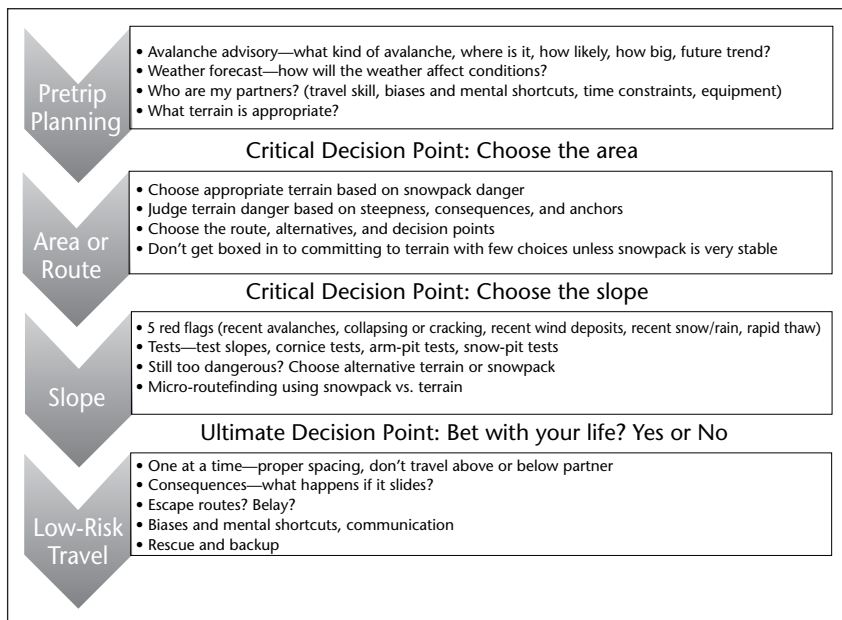 Pretrip
Planning
• Avalanche advisory—what kind of avalanche, where is it, how likely, how big, future trend?
• Weather forecast—how will the weather affect conditions?
• Who are my partners? (travel skill, biases and mental shortcuts, time constraints, equipment)
• What terrain is appropriate?
Critical Decision Point: Choose the area
Area or
Route
• Choose appropriate terrain based on snowpack danger
• Judge terrain danger based on steepness, consequences, and anchors
• Choose the route, alternatives, and decision points
• Don’t get boxed in to committing to terrain with few choices unless snowpack is very stable
Critical Decision Point: Choose the slope
Slope
• 5 red flags (recent avalanches, collapsing or cracking, recent wind deposits, recent snow/rain, rapid thaw)
• Tests—test slopes, cornice tests, arm-pit tests, snow-pit tests
• Still too dangerous? Choose alternative terrain or snowpack
• Micro-routefinding using snowpack vs. terrain
Ultimate Decision Point: Bet with your life? Yes or No
Low-Risk
Travel
• One at a time—proper spacing, don’t travel above or below partner
• Consequences—what happens if it slides?
• Escape routes? Belay?
• Biases and mental shortcuts, communication
• Rescue and backup